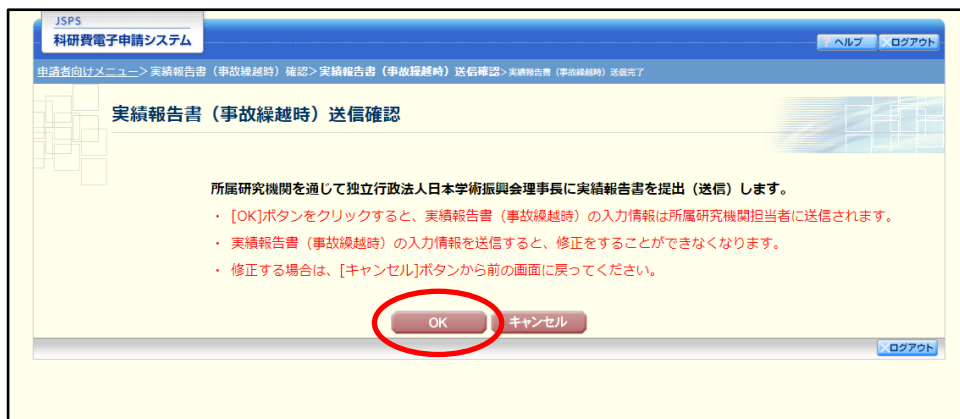 JSPS
科研費電子申請システム
? ヘルプ
ログアウト
申請者向けメニュー>実績報告書（事故繰越時）確認>実績報告書（事故繰越時）送信確認>実績報告書（事故繰越時）送信完了
実績報告書（事故繰越時）送信確認
所属研究機関を通じて独立行政法人日本学術振興会理事長に実績報告書を提出（送信）します。
・ [OK]ボタンをクリックすると、実績報告書（事故繰越時）の入力情報は所属研究機関担当者に送信されます。
・ 実績報告書（事故繰越時）の入力情報を送信すると、修正をすることができなくなります。
・ 修正する場合は、[キャンセル]ボタンから前の画面に戻ってください。
OK
キャンセル
ログアウト